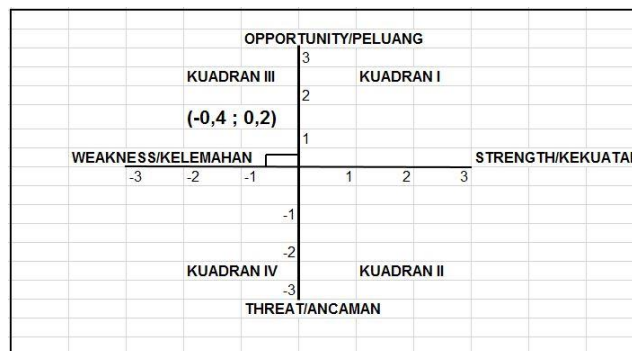 OPPORTUNITY/PELUANG
3
KUADRAN III KUADRAN I
2
(-0,4 ; 0,2)
1
WEAKNESS/KELEMAHAN STRENGTH/KEKUATAN
-3 -2 -1 1 2 3
-1
-2
KUADRAN IV KUADRAN II
-3
THREAT/ANCAMAN